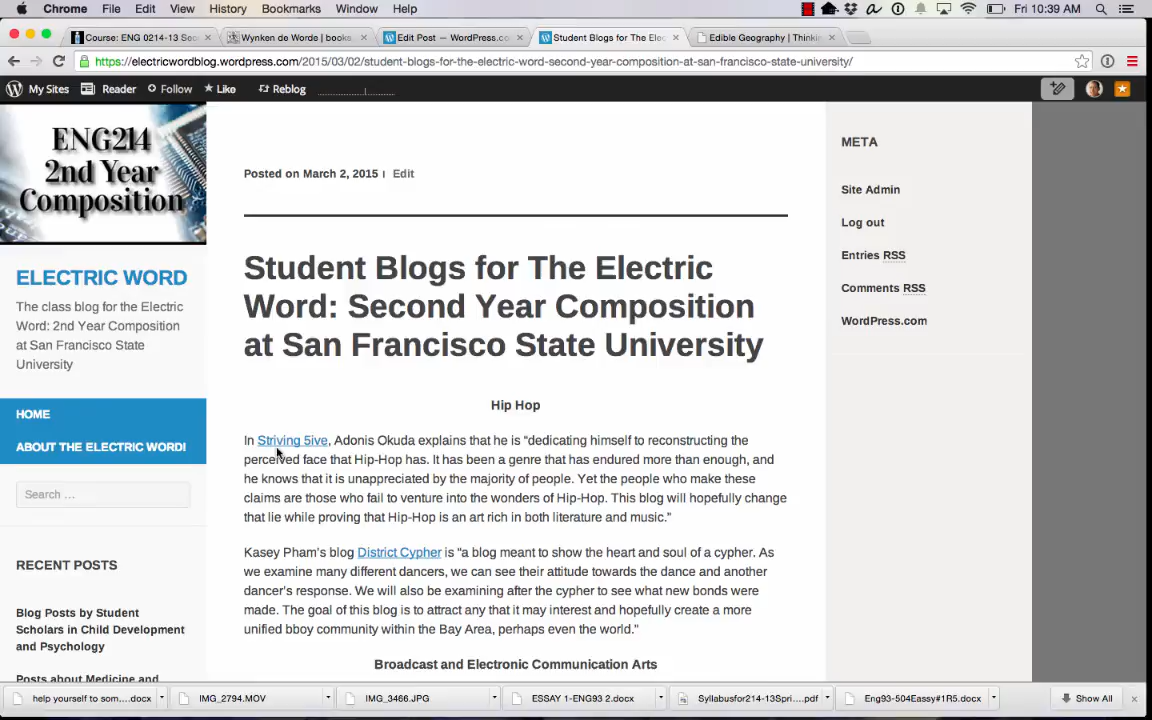 Chrome File Edit View History Bookmarks Window Help Fri 10:39 AM
Course: ENG 0214-13 Seco
Wynken de Words | books
Edit Post — WordPress.co
Student Blogs for The Elec
Edible Geography | Thinkin
https://electricwordblog.wordpress.com/2015/03/02/student-blogs-for-the-electric-word-second-year-composition-at-san-francisco-state-university/
My Sites Reader Follow Like Reblog
ENG214
2nd Year
Composition
ELECTRIC WORD
The class blog for the Electric
Word: 2nd Year Composition
at San Francisco State
University
HOME
ABOUT THE ELECTRIC WORD!
Search …
RECENT POSTS
Blog Posts by Student
Scholars in Child Development
and Psychology
Posts about Medicine and
Posted on March 2, 2015 | Edit
Student Blogs for The Electric
Word: Second Year Composition
at San Francisco State University
Hip Hop
In Striving 5ive, Adonis Okuda explains that he is “dedicating himself to reconstructing the
perceived face that Hip-Hop has. It has been a genre that has endured more than enough, and
he knows that it is unappreciated by the majority of people. Yet the people who make these
claims are those who fail to venture into the wonders of Hip-Hop. This blog will hopefully change
that lie while proving that Hip-Hop is an art rich in both literature and music.”
Kasey Pham’s blog District Cypher is “a blog meant to show the heart and soul of a cypher. As
we examine many different dancers, we can see their attitude towards the dance and another
dancer’s response. We will also be examining after the cypher to see what new bonds were
made. The goal of this blog is to attract any that it may interest and hopefully create a more
unified bboy community within the Bay Area, perhaps even the world.”
Broadcast and Electronic Communication Arts
META
Site Admin
Log out
Entries RSS
Comments RSS
WordPress.com
help yourself to som....docx
IMG_2794.MOV
IMG_3466.JPG
ESSAY 1-ENG93 2.docx
Syllabusfor214-13Spri....pdf
Eng93-504Eassy#1R5.docx
Show All